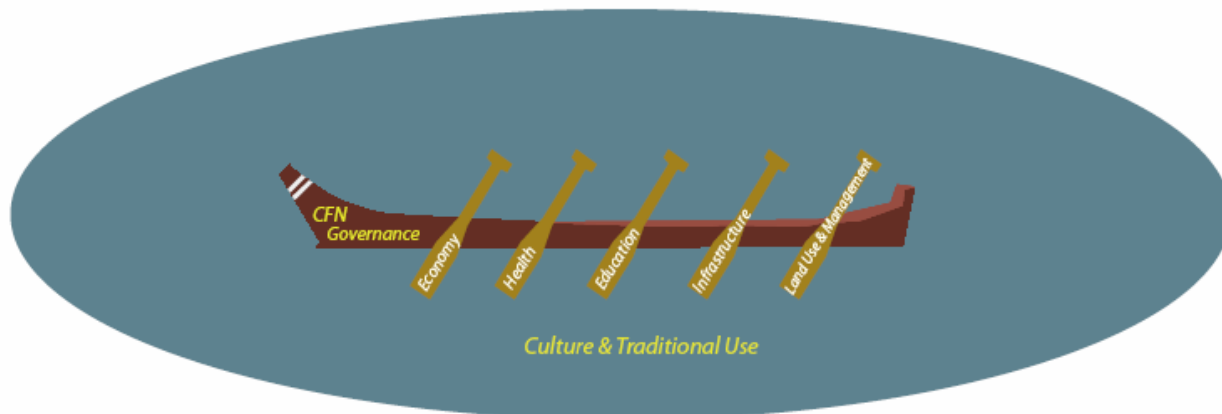 CFN
Governance
Economy
Health
Education
Infrastructure
Land Use & Management
Culture & Traditional Use